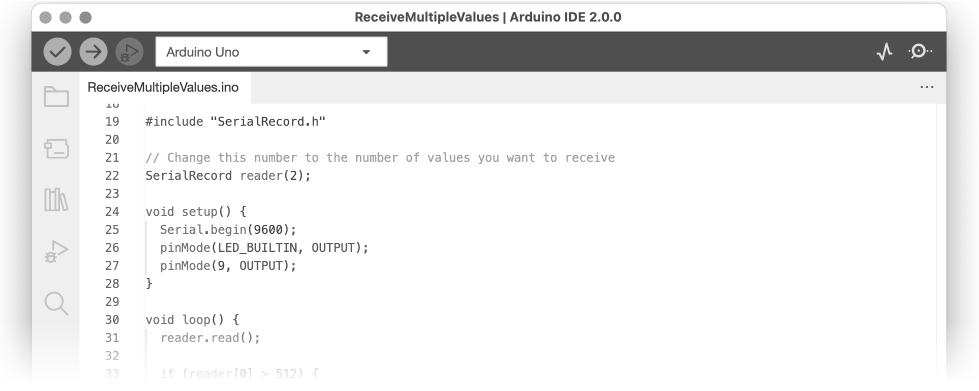 ReceiveMultipleValues | Arduino IDE 2.0.0
Arduino Uno
ReceiveMultipleValues.ino
18
19 #include "SerialRecord.h"
20
21 // Change this number to the number of values you want to receive
22 SerialRecord reader(2);
23
24 void setup() {
25 Serial.begin(9600);
26 pinMode(LED_BUILTIN, OUTPUT);
27 pinMode(9, OUTPUT);
28 }
29
30 void loop() {
31 reader.read();
32
33 if (reader[0] > 512) {